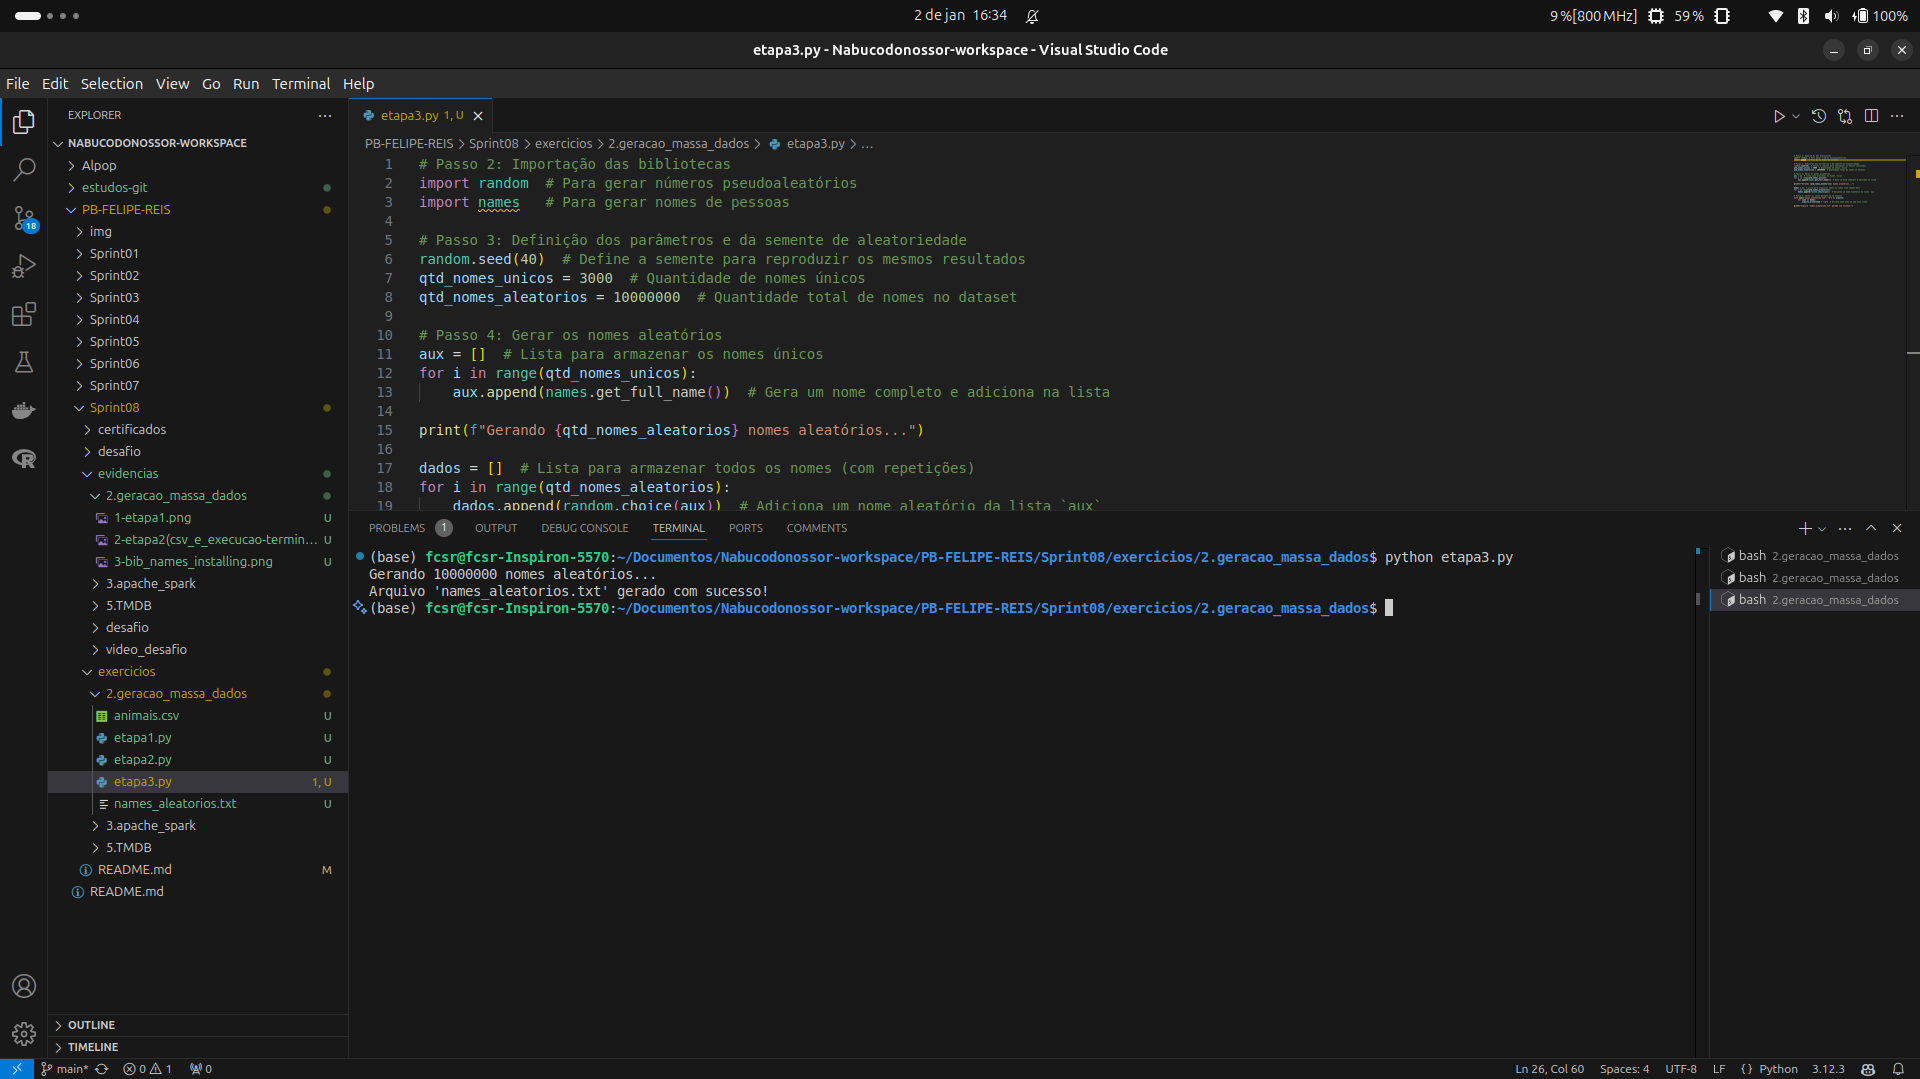 2 de jan 16:34
9%[800MHz]
59%
100%
etapa3.py - Nabucodonossor-workspace - Visual Studio Code
File Edit Selection View Go Run Terminal Help
EXPLORER
NABUCODONOSSOR-WORKSPACE
Alpop
estudos-git
PB-FELIPE-REIS
img
Sprint01
Sprint02
Sprint03
Sprint04
Sprint05
Sprint06
Sprint07
Sprint08
certificados
desafio
evidencias
2.geracao_massa_dados
1-etapa1.png U
2-etapa2(csv_e_execucao-termin... U
3-bib_names_installing.png U
3.apache_spark
5.TMDB
desafio
video_desafio
exercicios
2.geracao_massa_dados
animais.csv U
etapa1.py U
etapa2.py U
etapa3.py 1, U
names_aleatorios.txt U
3.apache_spark
5.TMDB
README.md M
README.md
OUTLINE
TIMELINE
18
etapa3.py 1, U
PB-FELIPE-REIS > Sprint08 > exercicios > 2.geracao_massa_dados > etapa3.py > ...
1 # Passo 2: Importação das bibliotecas
2 import random  # Para gerar números pseudoaleatórios
3 import names   # Para gerar nomes de pessoas
4
5 # Passo 3: Definição dos parâmetros e da semente de aleatoriedade
6 random.seed(40)  # Define a semente para reproduzir os mesmos resultados
7 qtd_nomes_unicos = 3000  # Quantidade de nomes únicos
8 qtd_nomes_aleatorios = 10000000  # Quantidade total de nomes no dataset
9
10 # Passo 4: Gerar os nomes aleatórios
11 aux = []  # Lista para armazenar os nomes únicos
12 for i in range(qtd_nomes_unicos):
13     aux.append(names.get_full_name())  # Gera um nome completo e adiciona na lista
14
15 print(f"Gerando {qtd_nomes_aleatorios} nomes aleatórios...")
16
17 dados = []  # Lista para armazenar todos os nomes (com repetições)
18 for i in range(qtd_nomes_aleatorios):
19     dados.append(random.choice(aux))  # Adiciona um nome aleatório da lista `aux`
PROBLEMS 1 OUTPUT DEBUG CONSOLE TERMINAL PORTS COMMENTS
(base) fcsr@fcsr-Inspiron-5570:~/Documentos/Nabucodonossor-workspace/PB-FELIPE-REIS/Sprint08/exercicios/2.geracao_massa_dados$ python etapa3.py
Gerando 10000000 nomes aleatórios...
Arquivo 'names_aleatorios.txt' gerado com sucesso!
(base) fcsr@fcsr-Inspiron-5570:~/Documentos/Nabucodonossor-workspace/PB-FELIPE-REIS/Sprint08/exercicios/2.geracao_massa_dados$
bash 2.geracao_massa_dados
bash 2.geracao_massa_dados
bash 2.geracao_massa_dados
main* 0 1 0
Ln 26, Col 60 Spaces: 4 UTF-8 LF {} Python 3.12.3